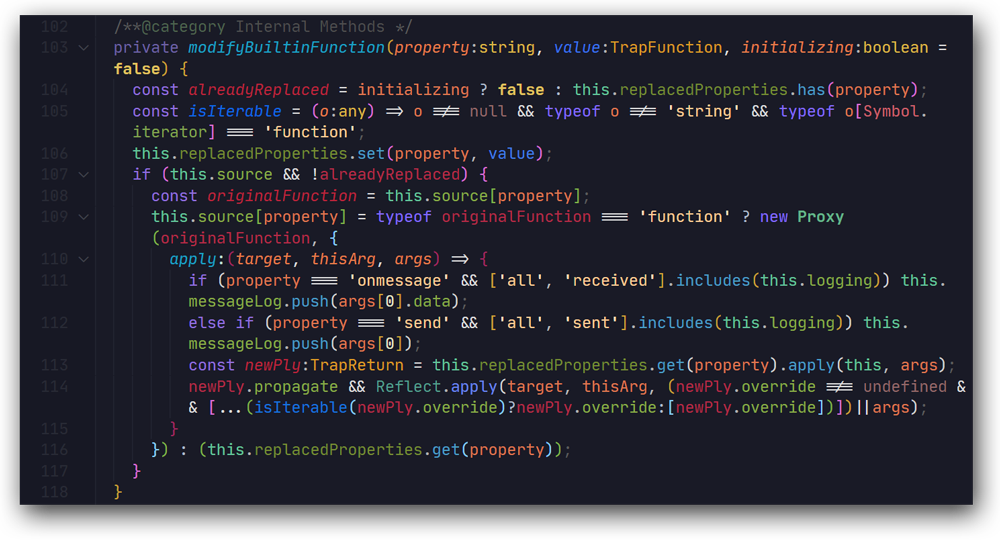 102 /**@category Internal Methods */
103 private modifyBuiltinFunction(property:string, value:TrapFunction, initializing:boolean =
false) {
104 const alreadyReplaced = initializing ? false : this.replacedProperties.has(property);
105 const isIterable = (o:any) => o !== null && typeof o !== 'string' && typeof o[Symbol.
iterator] === 'function';
106 this.replacedProperties.set(property, value);
107 if (this.source && !alreadyReplaced) {
108 const originalFunction = this.source[property];
109 this.source[property] = typeof originalFunction === 'function' ? new Proxy
(originalFunction, {
110 apply:(target, thisArg, args) => {
111 if (property === 'onmessage' && ['all', 'received'].includes(this.logging)) this.
messageLog.push(args[0].data);
112 else if (property === 'send' && ['all', 'sent'].includes(this.logging)) this.
messageLog.push(args[0]);
113 const newPly:TrapReturn = this.replacedProperties.get(property).apply(this, args);
114 newPly.propagate && Reflect.apply(target, thisArg, (newPly.override !== undefined &
& [...(isIterable(newPly.override)?newPly.override:[newPly.override])])||args);
115 }
116 }) : (this.replacedProperties.get(property));
117 }
118 }